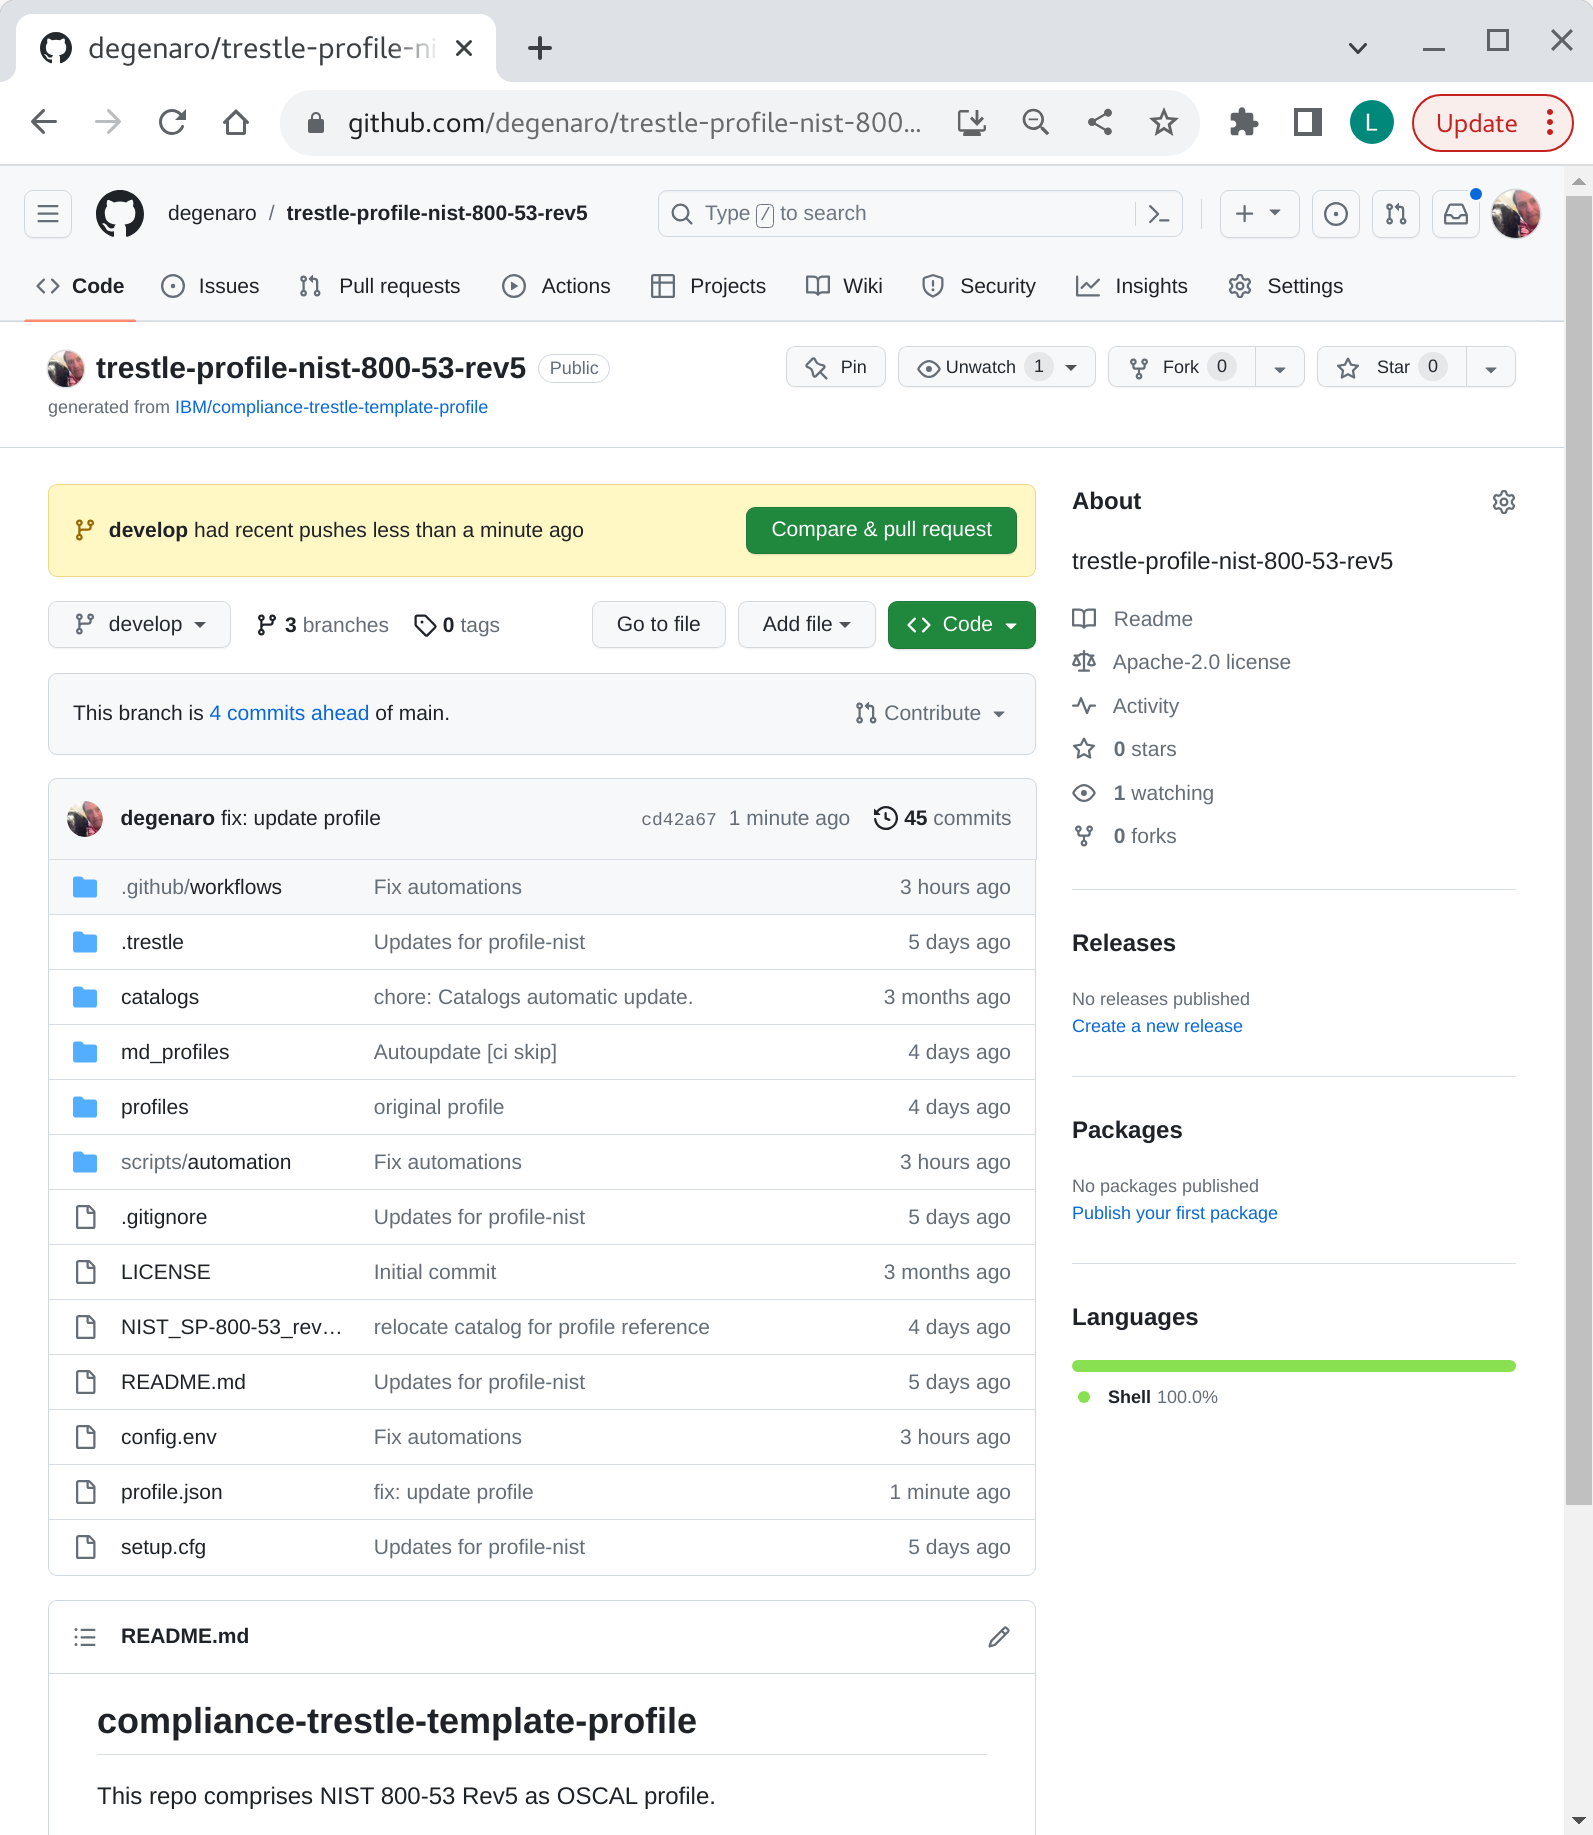 degenaro/trestle-profile-ni
github.com/degenaro/trestle-profile-nist-800...
L
Update
degenaro / trestle-profile-nist-800-53-rev5
Type / to search
Code Issues Pull requests Actions Projects Wiki Security Insights Settings
trestle-profile-nist-800-53-rev5 Public
Pin Unwatch 1 Fork 0 Star 0
generated from IBM/compliance-trestle-template-profile
develop had recent pushes less than a minute ago
Compare & pull request
develop 3 branches 0 tags Go to file Add file Code
This branch is 4 commits ahead of main. Contribute
degenaro fix: update profile cd42a67 1 minute ago 45 commits
.github/workflows Fix automations 3 hours ago
.trestle Updates for profile-nist 5 days ago
catalogs chore: Catalogs automatic update. 3 months ago
md_profiles Autoupdate [ci skip] 4 days ago
profiles original profile 4 days ago
scripts/automation Fix automations 3 hours ago
.gitignore Updates for profile-nist 5 days ago
LICENSE Initial commit 3 months ago
NIST_SP-800-53_rev… relocate catalog for profile reference 4 days ago
README.md Updates for profile-nist 5 days ago
config.env Fix automations 3 hours ago
profile.json fix: update profile 1 minute ago
setup.cfg Updates for profile-nist 5 days ago
README.md
compliance-trestle-template-profile
This repo comprises NIST 800-53 Rev5 as OSCAL profile.
About
trestle-profile-nist-800-53-rev5
Readme
Apache-2.0 license
Activity
0 stars
1 watching
0 forks
Releases
No releases published
Create a new release
Packages
No packages published
Publish your first package
Languages
Shell 100.0%